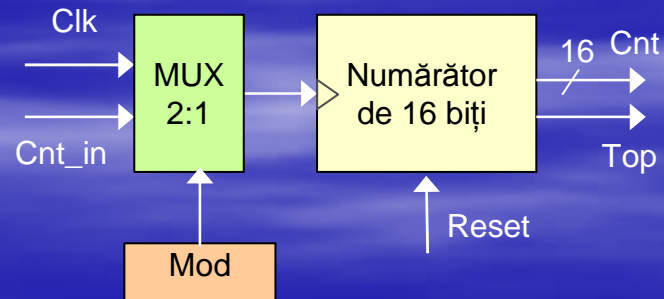 Clk
MUX
2:1
Cnt_in
Mod
Numărător
de 16 biți
16
Cnt
Top
Reset